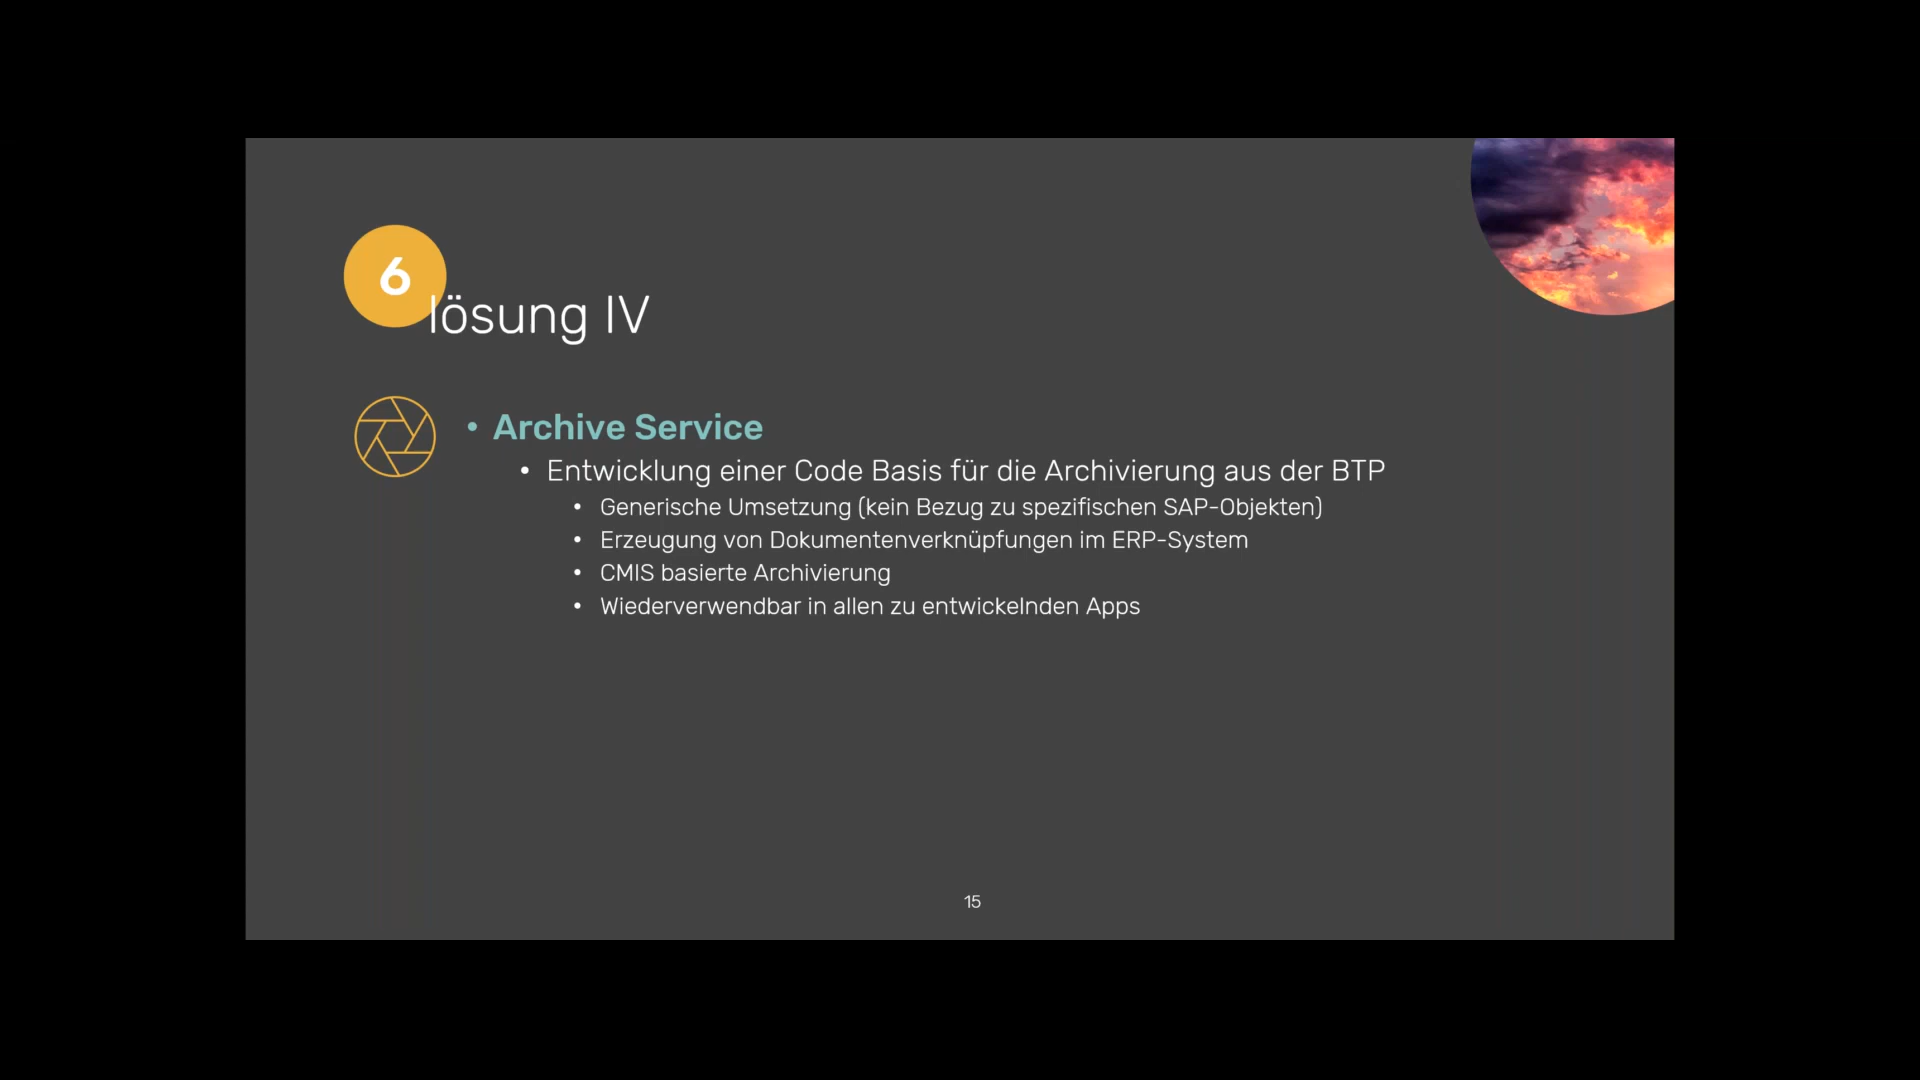 6
lösung IV
• Archive Service
• Entwicklung einer Code Basis für die Archivierung aus der BTP
• Generische Umsetzung (kein Bezug zu spezifischen SAP-Objekten)
• Erzeugung von Dokumentenverknüpfungen im ERP-System
• CMIS basierte Archivierung
• Wiederverwendbar in allen zu entwickelnden Apps
15